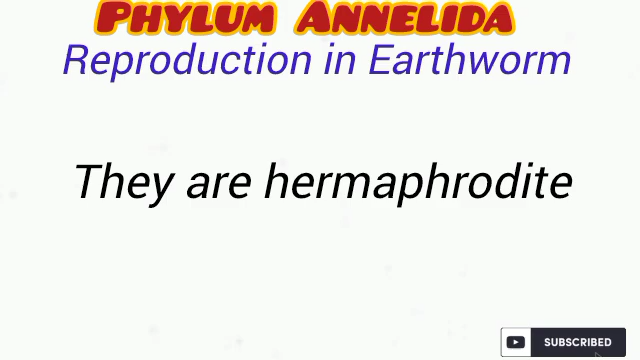 PHYLUM ANNELIDA
Reproduction in Earthworm
They are hermaphrodite
SUBSCRIBED